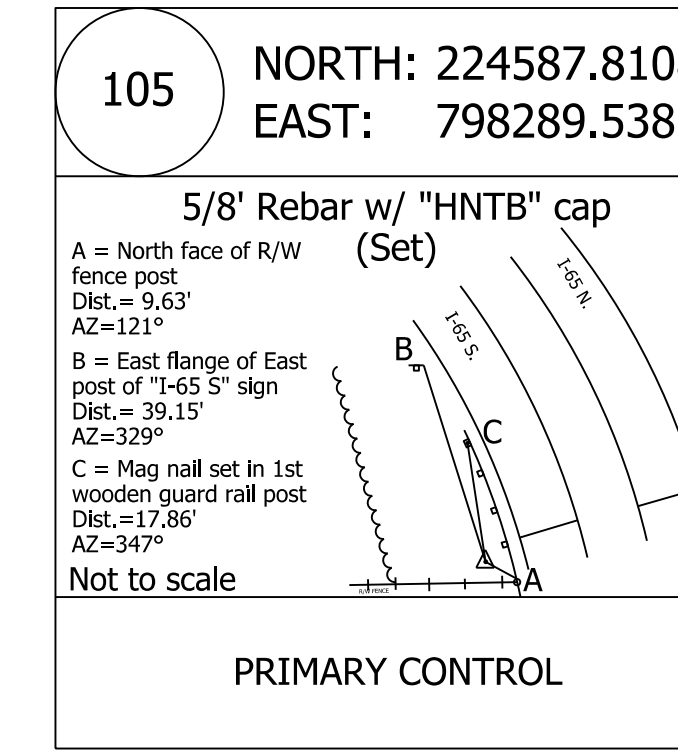 105
NORTH: 224587.810
EAST: 798289.538
5/8' Rebar w/ "HNTB" cap
(Set)
A = North face of R/W
fence post
Dist.= 9.63'
AZ=121°
B = East flange of East
post of "I-65 S" sign
Dist.= 39.15'
AZ=329°
C = Mag nail set in 1st
wooden guard rail post
Dist.=17.86'
AZ=347°
Not to scale
I-65 N.
I-65 S.
B
C
A
R/W FENCE
PRIMARY CONTROL